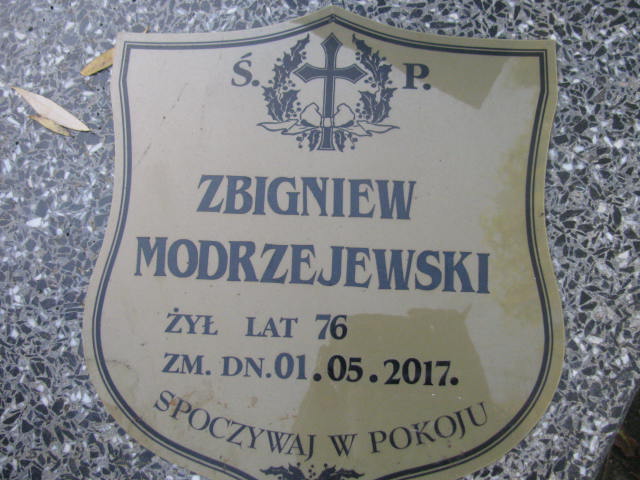 Ś. P.
ZBIGNIEW
MODRZEJEWSKI
ŻYŁ LAT 76
ZM. DN. 01.05.2017.
SPOCZYWAJ W POKOJU